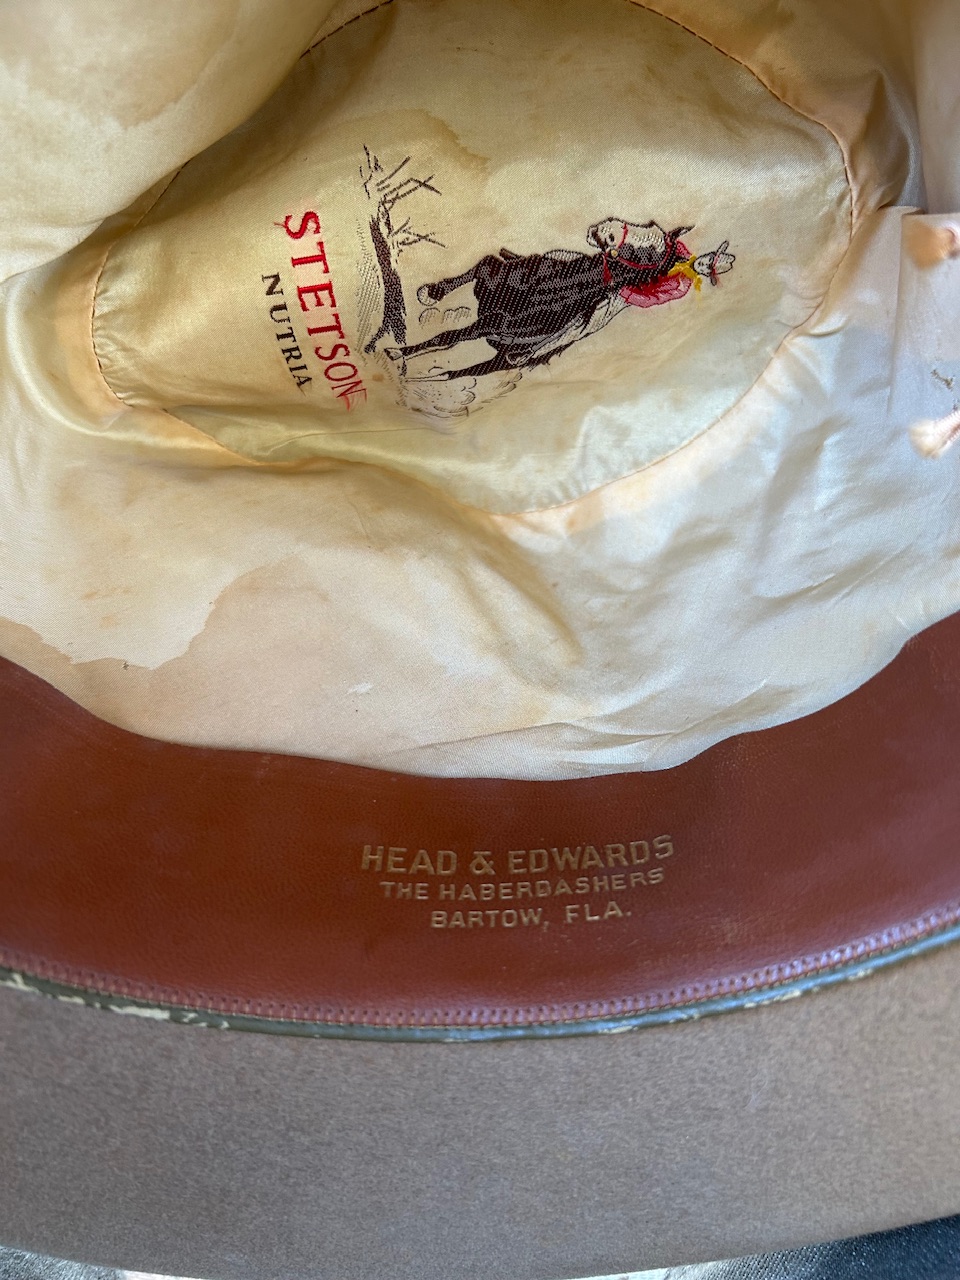 STETSON
NUTRIA
HEAD & EDWARDS
THE HABERDASHERS
BARTOW, FLA.